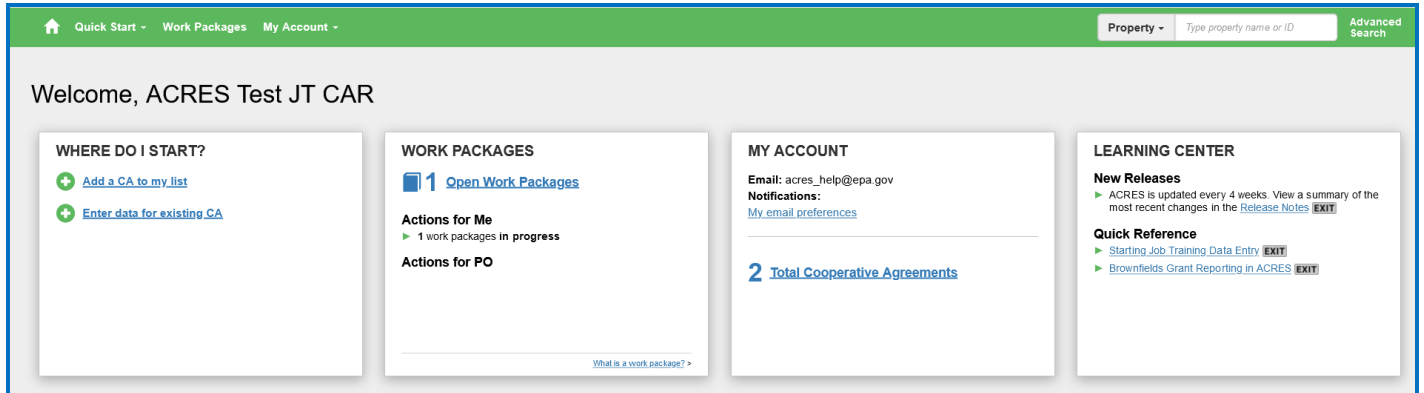 Quick Start Work Packages My Account
Property Type property name or ID Advanced Search
Welcome, ACRES Test JT CAR
WHERE DO I START?
Add a CA to my list
Enter data for existing CA
WORK PACKAGES
1 Open Work Packages
Actions for Me
1 work packages in progress
Actions for PO
What is a work package? >
MY ACCOUNT
Email: acres_help@epa.gov
Notifications:
My email preferences
2 Total Cooperative Agreements
LEARNING CENTER
New Releases
ACRES is updated every 4 weeks. View a summary of the
most recent changes in the Release Notes EXIT
Quick Reference
Starting Job Training Data Entry EXIT
Brownfields Grant Reporting in ACRES EXIT